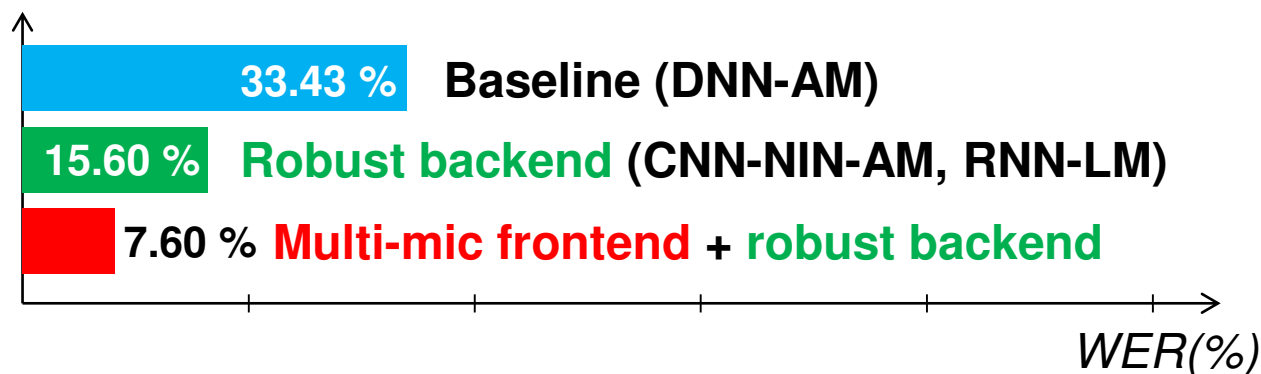 33.43 % Baseline (DNN-AM)
15.60 % Robust backend (CNN-NIN-AM, RNN-LM)
7.60 % Multi-mic frontend + robust backend
WER(%)